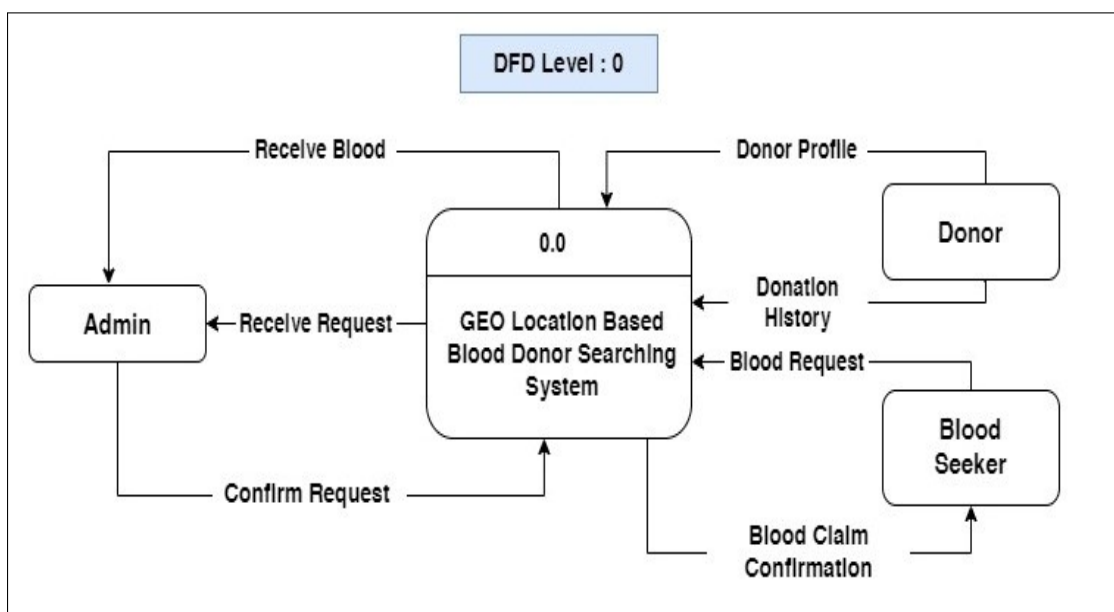 DFD Level : 0
Receive Blood
Donor Profile
0.0
Donor
Donation
History
Admin
Receive Request
GEO Location Based
Blood Donor Searching
System
Blood Request
Blood
Seeker
Confirm Request
Blood Claim
Confirmation